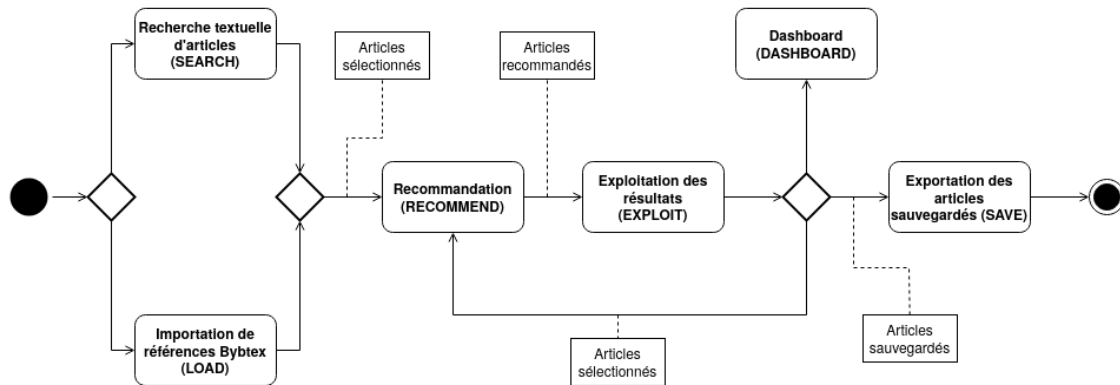 Recherche textuelle
d'articles
(SEARCH)
Articles
sélectionnés
Articles
recommandés
Dashboard
(DASHBOARD)
Recommandation
(RECOMMEND)
Exploitation des
résultats
(EXPLOIT)
Exportation des
articles
sauvegardés (SAVE)
Importation de
références Bybtex
(LOAD)
Articles
sélectionnés
Articles
sauvegardés